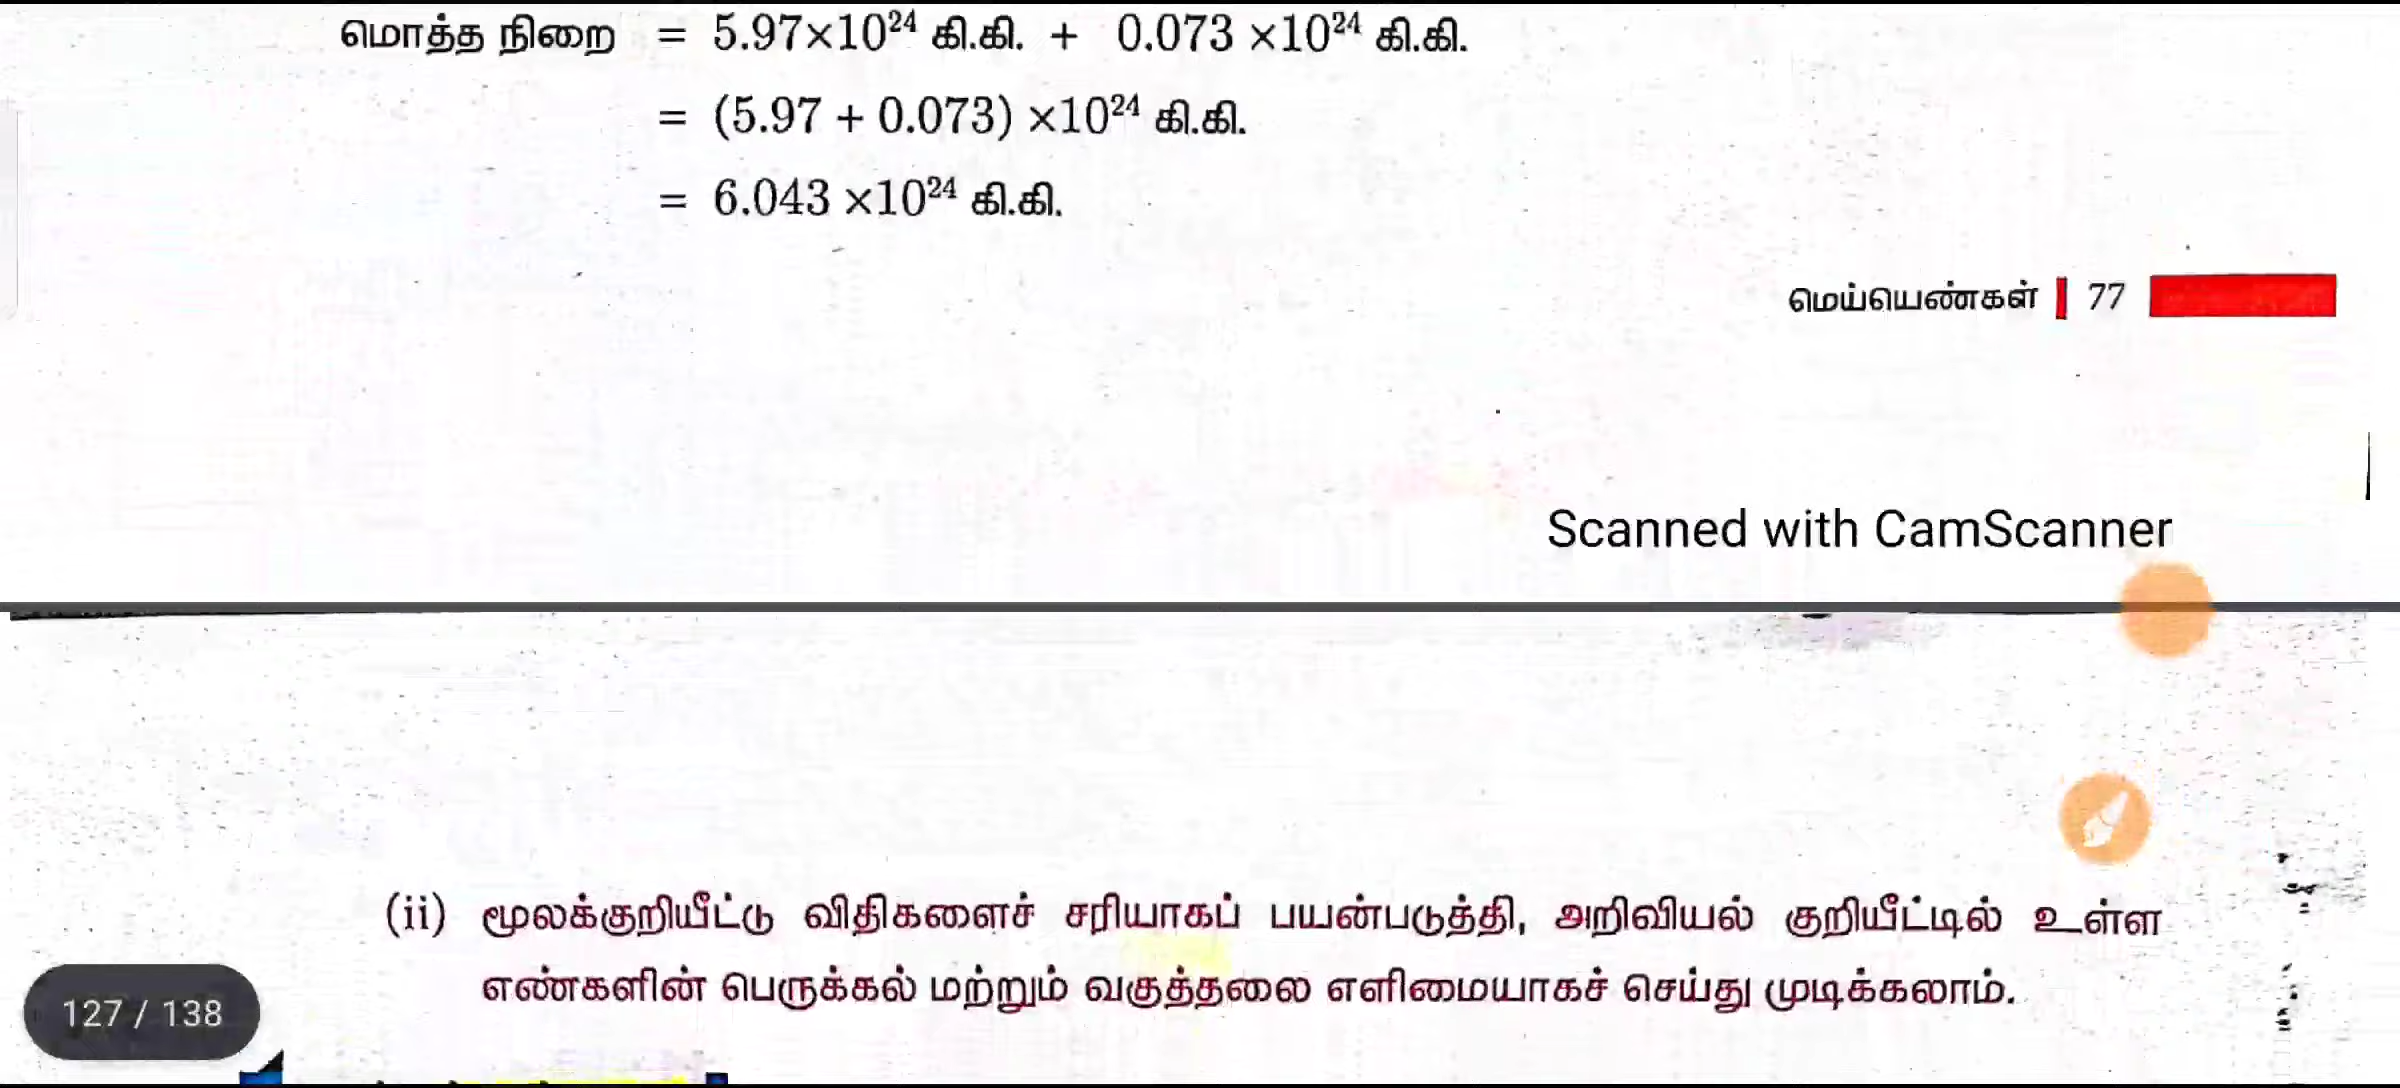 மொத்த நிறை = 5.97×10²⁴ கி.கி. + 0.073 ×10²⁴ கி.கி.
= (5.97 + 0.073) ×10²⁴ கி.கி.
= 6.043 ×10²⁴ கி.கி.
மெய்யெண்கள் | 77
Scanned with CamScanner
(ii) மூலக்குறியீட்டு விதிகளைச் சரியாகப் பயன்படுத்தி, அறிவியல் குறியீட்டில் உள்ள
எண்களின் பெருக்கல் மற்றும் வகுத்தலை எளிமையாகச் செய்து முடிக்கலாம்.
127 / 138